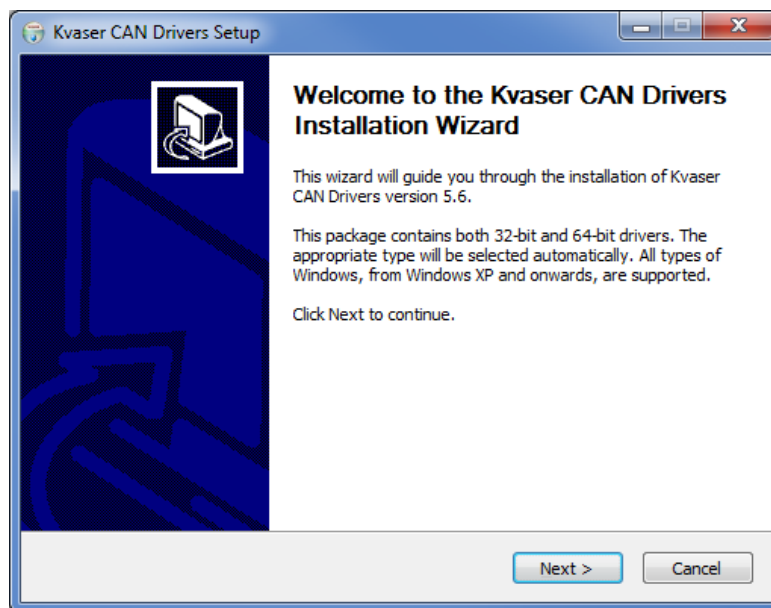 Kvaser CAN Drivers Setup
Welcome to the Kvaser CAN Drivers
Installation Wizard
This wizard will guide you through the installation of Kvaser
CAN Drivers version 5.6.
This package contains both 32-bit and 64-bit drivers. The
appropriate type will be selected automatically. All types of
Windows, from Windows XP and onwards, are supported.
Click Next to continue.
Next >
Cancel